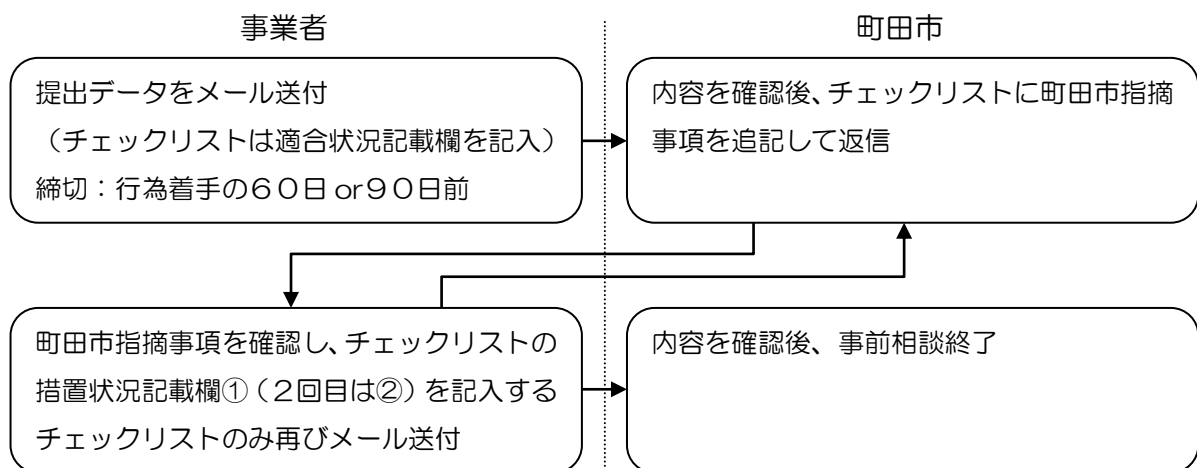 事業者
町田市
提出データをメール送付
（チェックリストは適合状況記載欄を記入）
締切：行為着手の６０日or９０日前
内容を確認後、チェックリストに町田市指摘
事項を追記して返信
町田市指摘事項を確認し、チェックリストの
措置状況記載欄①（２回目は②）を記入する
チェックリストのみ再びメール送付
内容を確認後、事前相談終了